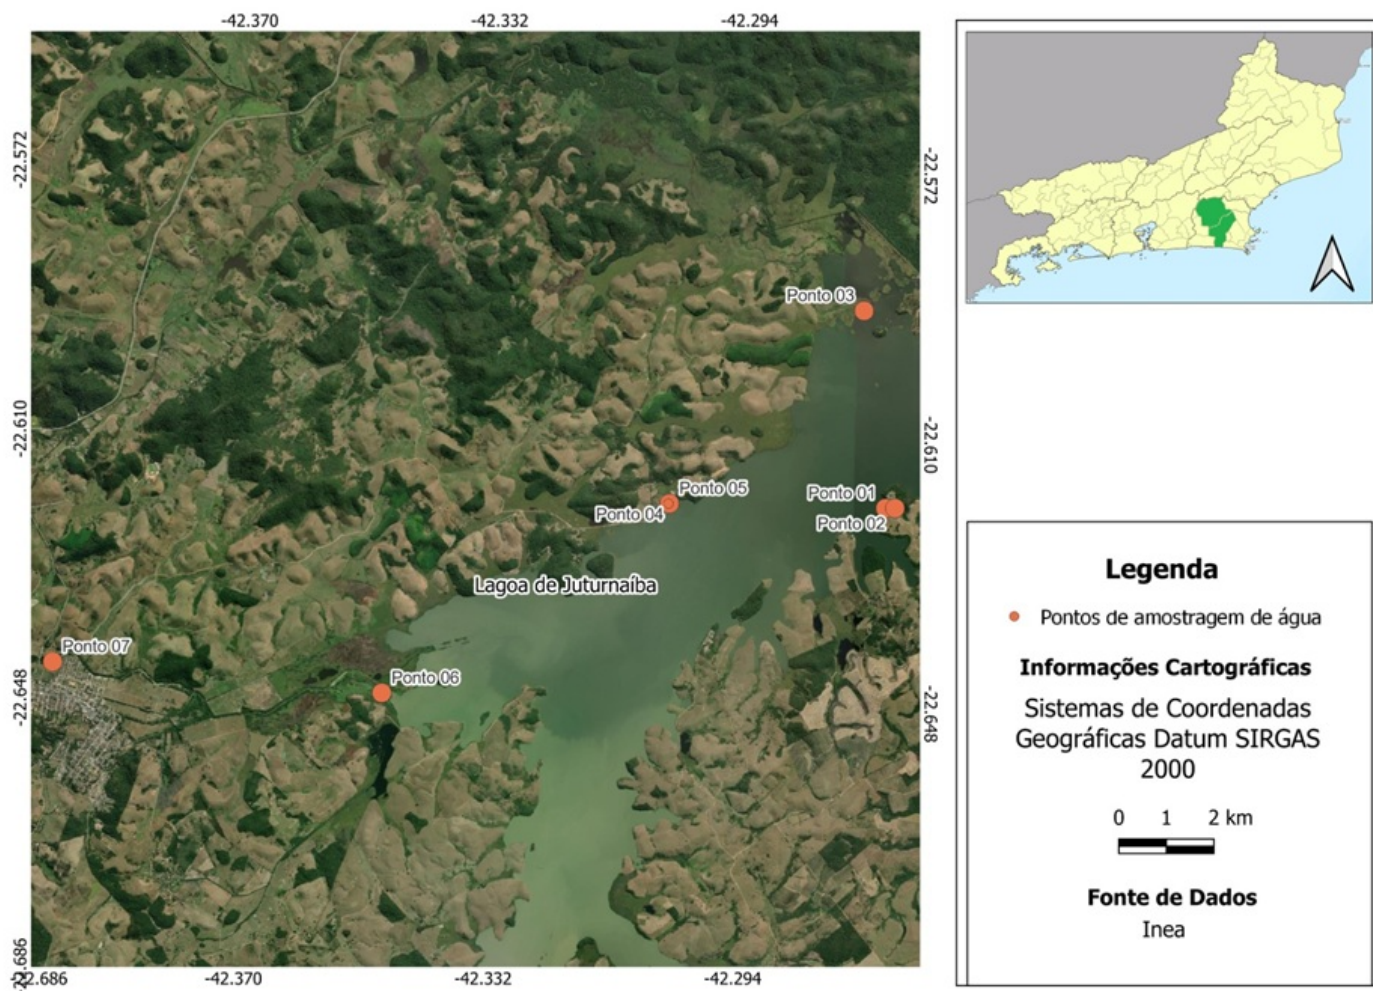 -42.370
-42.332
-42.294
-22.572
-22.572
Ponto 03
-22.610
-22.610
Ponto 05
Ponto 01
Ponto 04
Ponto 02
Lagoa de Juturnaíba
Ponto 07
Ponto 06
-22.648
-22.648
-22.686
-42.370
-42.332
-42.294
Legenda
Pontos de amostragem de água
Informações Cartográficas
Sistemas de Coordenadas
Geográficas Datum SIRGAS
2000
0 1 2 km
Fonte de Dados
Inea